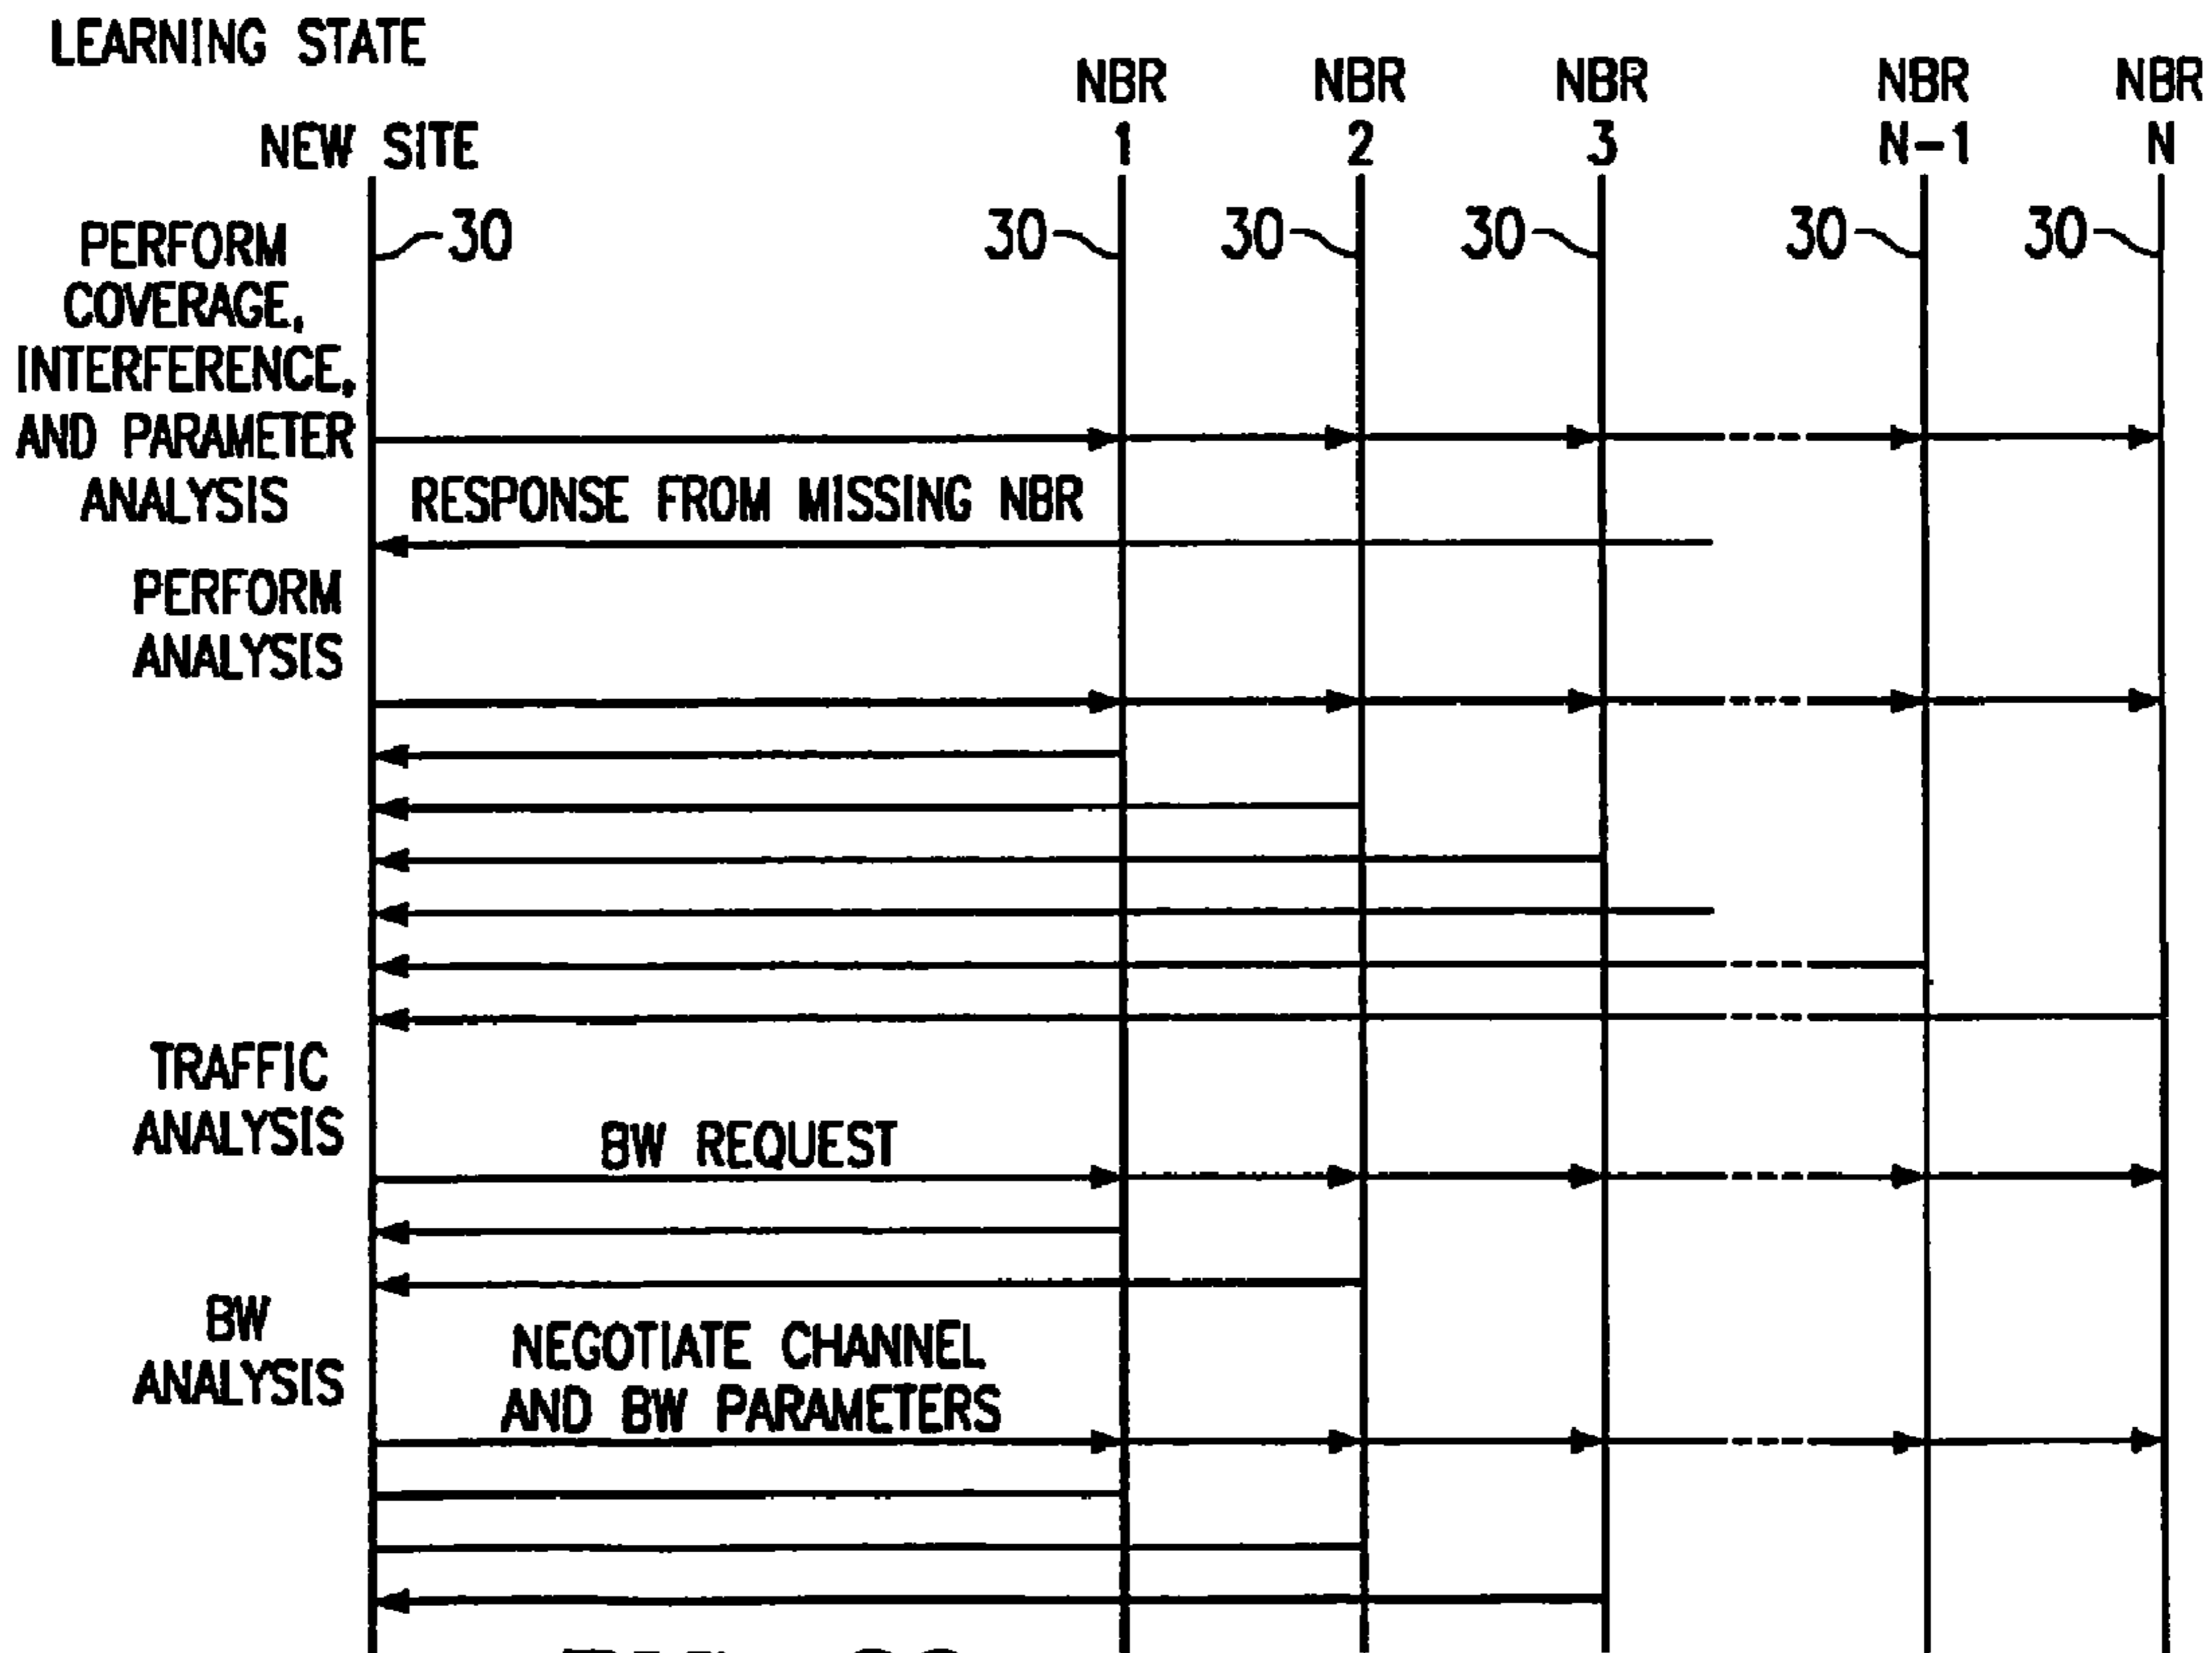 LEARNING STATE
NEW SITE
NBR
1
NBR
2
NBR
3
NBR
N-1
NBR
N
30
30
30
30
30
30
PERFORM
COVERAGE,
INTERFERENCE,
AND PARAMETER
ANALYSIS
RESPONSE FROM MISSING NBR
PERFORM
ANALYSIS
TRAFFIC
ANALYSIS
BW REQUEST
BW
ANALYSIS
NEGOTIATE CHANNEL
AND BW PARAMETERS